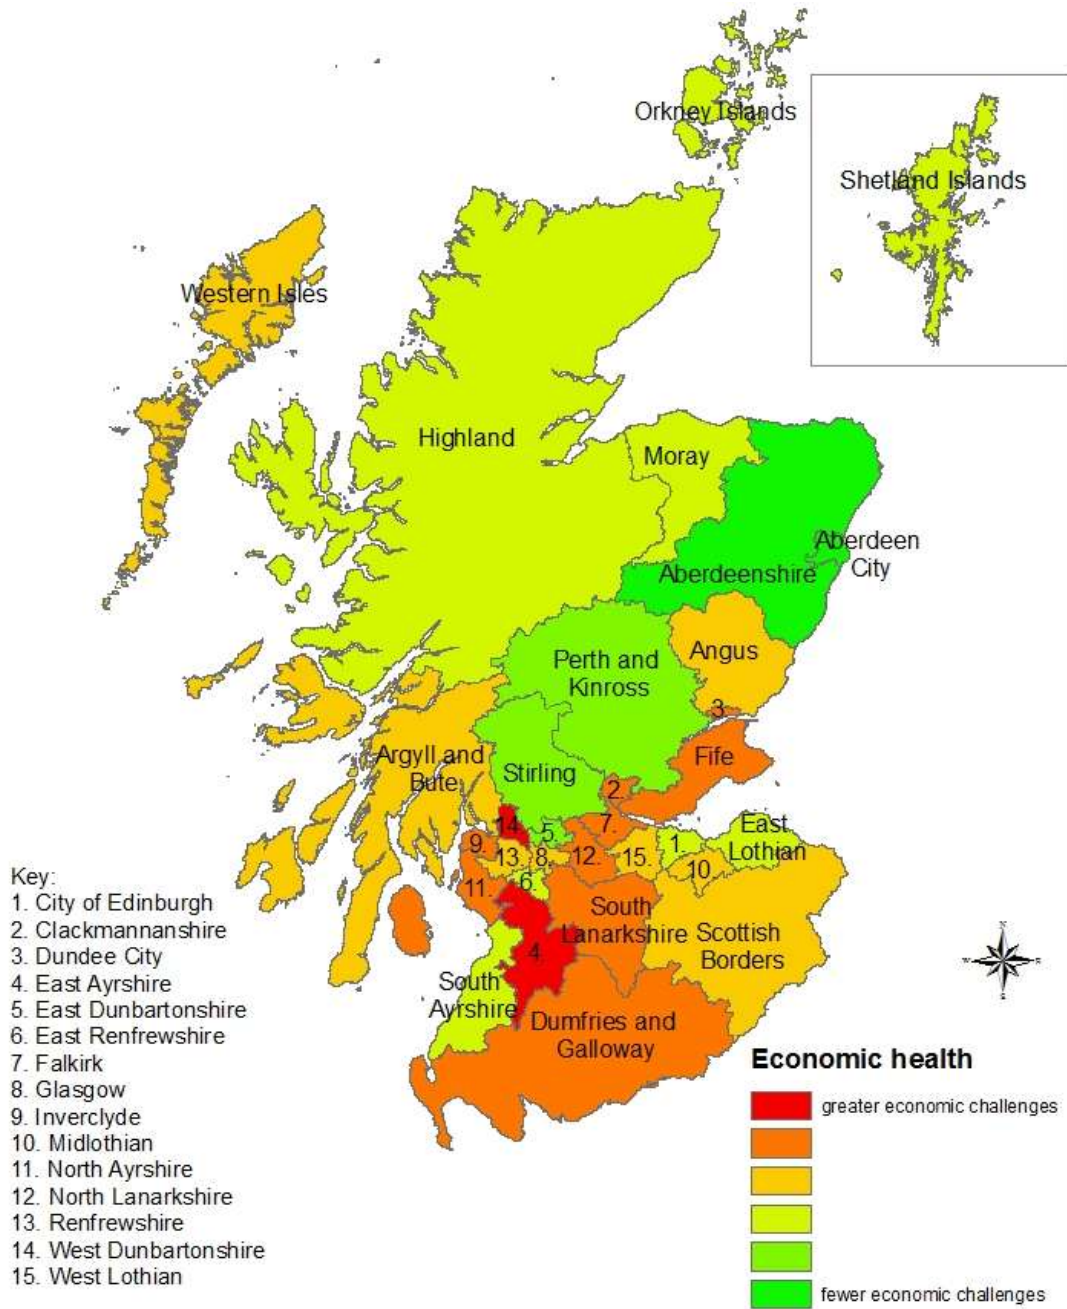 Orkney Islands
Shetland Islands
Western Isles
Highland
Moray
Aberdeen
City
Aberdeenshire
Angus
Perth and
Kinross
3.
Fife
Argyll and
Bute
Stirling
2.
14.
5.
7.
East
Lothian
1.
9.
13.
8.
12.
15.
10.
6.
11.
South
Lanarkshire
Scottish
Borders
4.
South
Ayrshire
Dumfries and
Galloway
Key:
1. City of Edinburgh
2. Clackmannanshire
3. Dundee City
4. East Ayrshire
5. East Dunbartonshire
6. East Renfrewshire
7. Falkirk
8. Glasgow
9. Inverclyde
10. Midlothian
11. North Ayrshire
12. North Lanarkshire
13. Renfrewshire
14. West Dunbartonshire
15. West Lothian
Economic health
greater economic challenges
fewer economic challenges